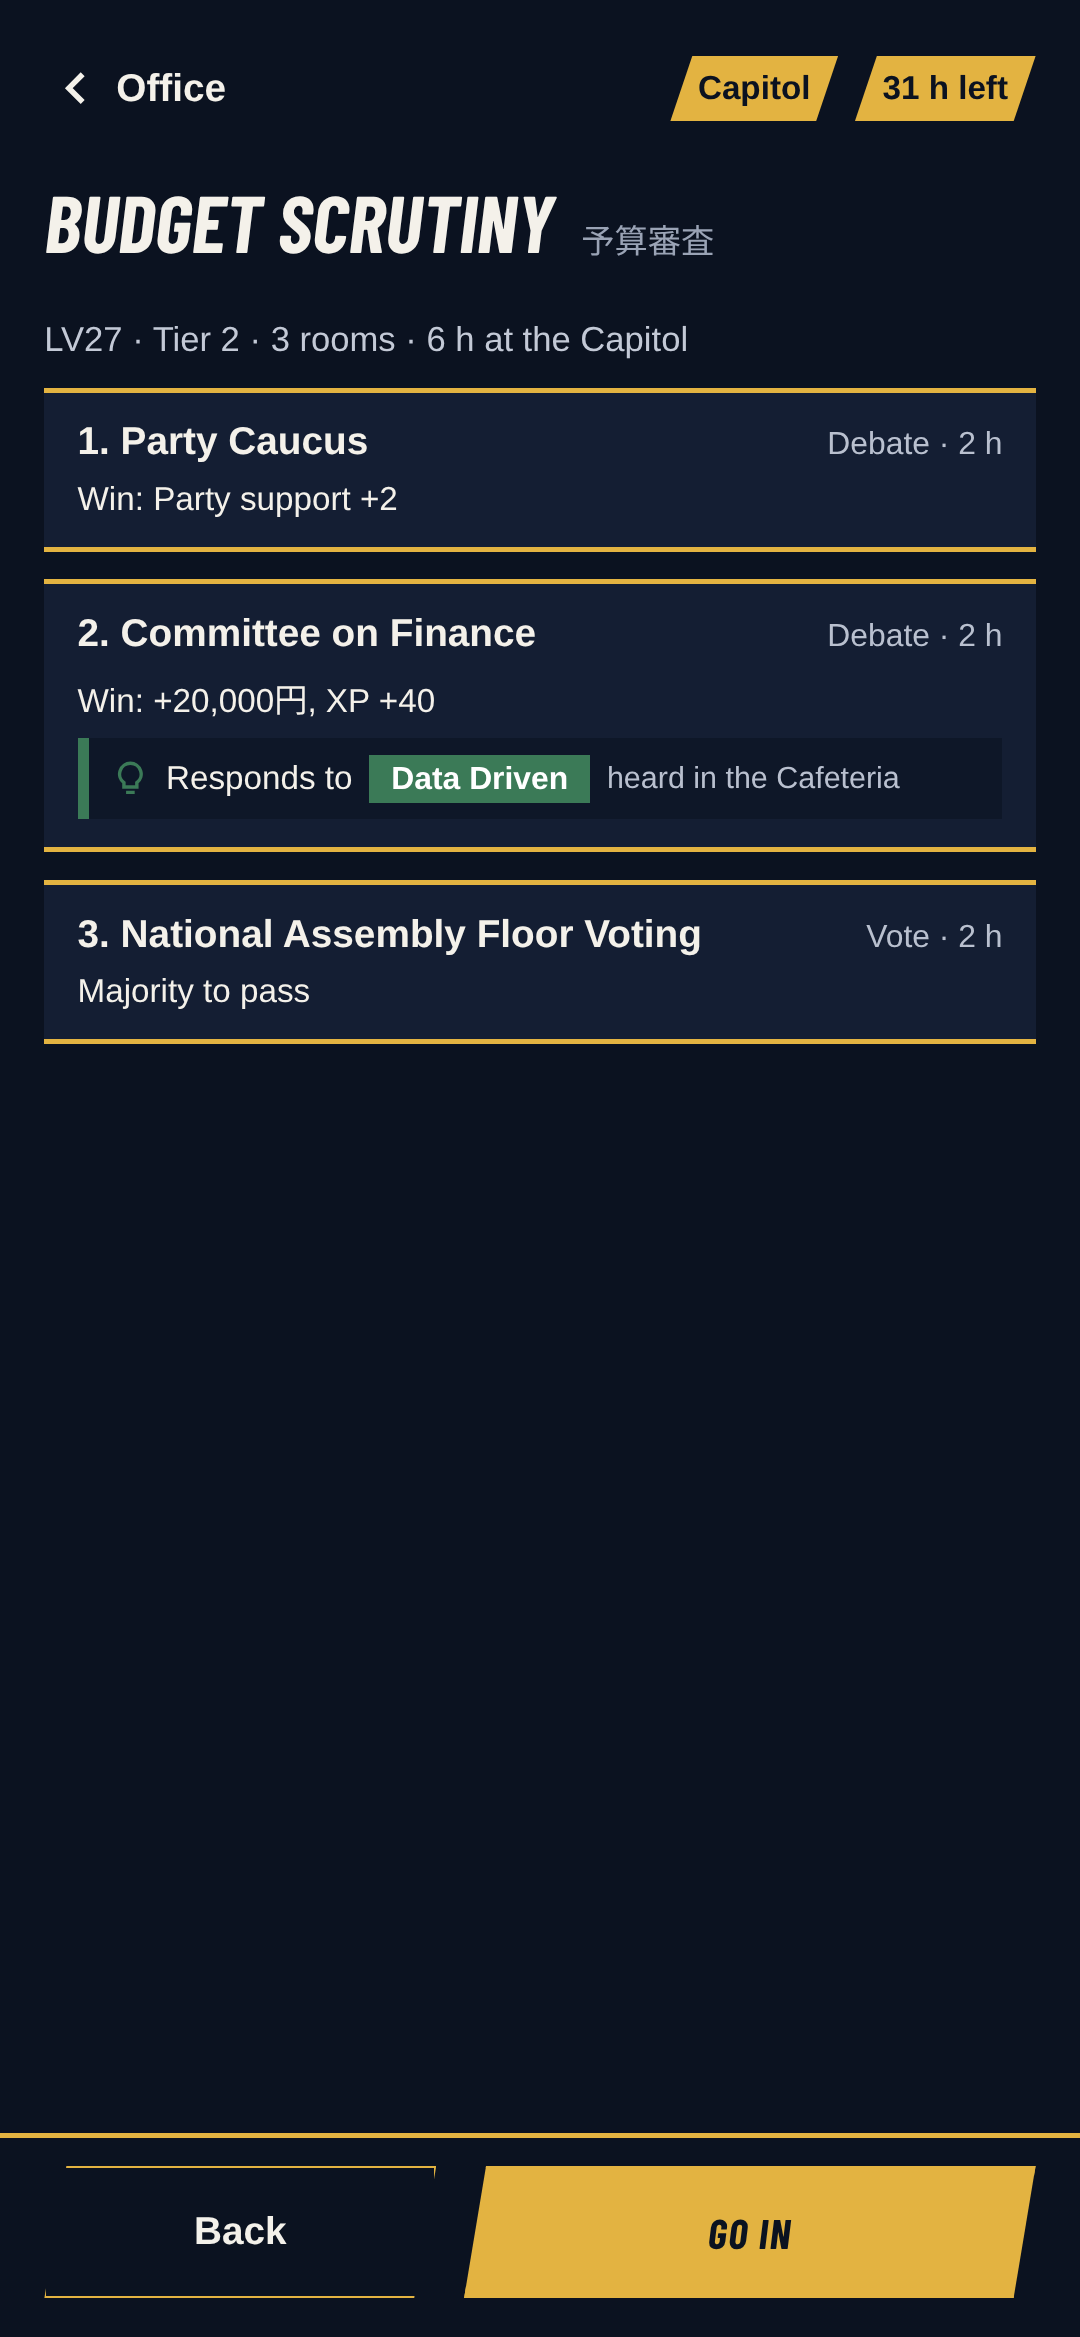 Office
Capitol
31 h left
BUDGET SCRUTINY 予算審査
LV27 · Tier 2 · 3 rooms · 6 h at the Capitol
1. Party Caucus
Debate · 2 h
Win: Party support +2
2. Committee on Finance
Debate · 2 h
Win: +20,000円, XP +40
Responds to Data Driven heard in the Cafeteria
3. National Assembly Floor Voting
Vote · 2 h
Majority to pass
Back
GO IN